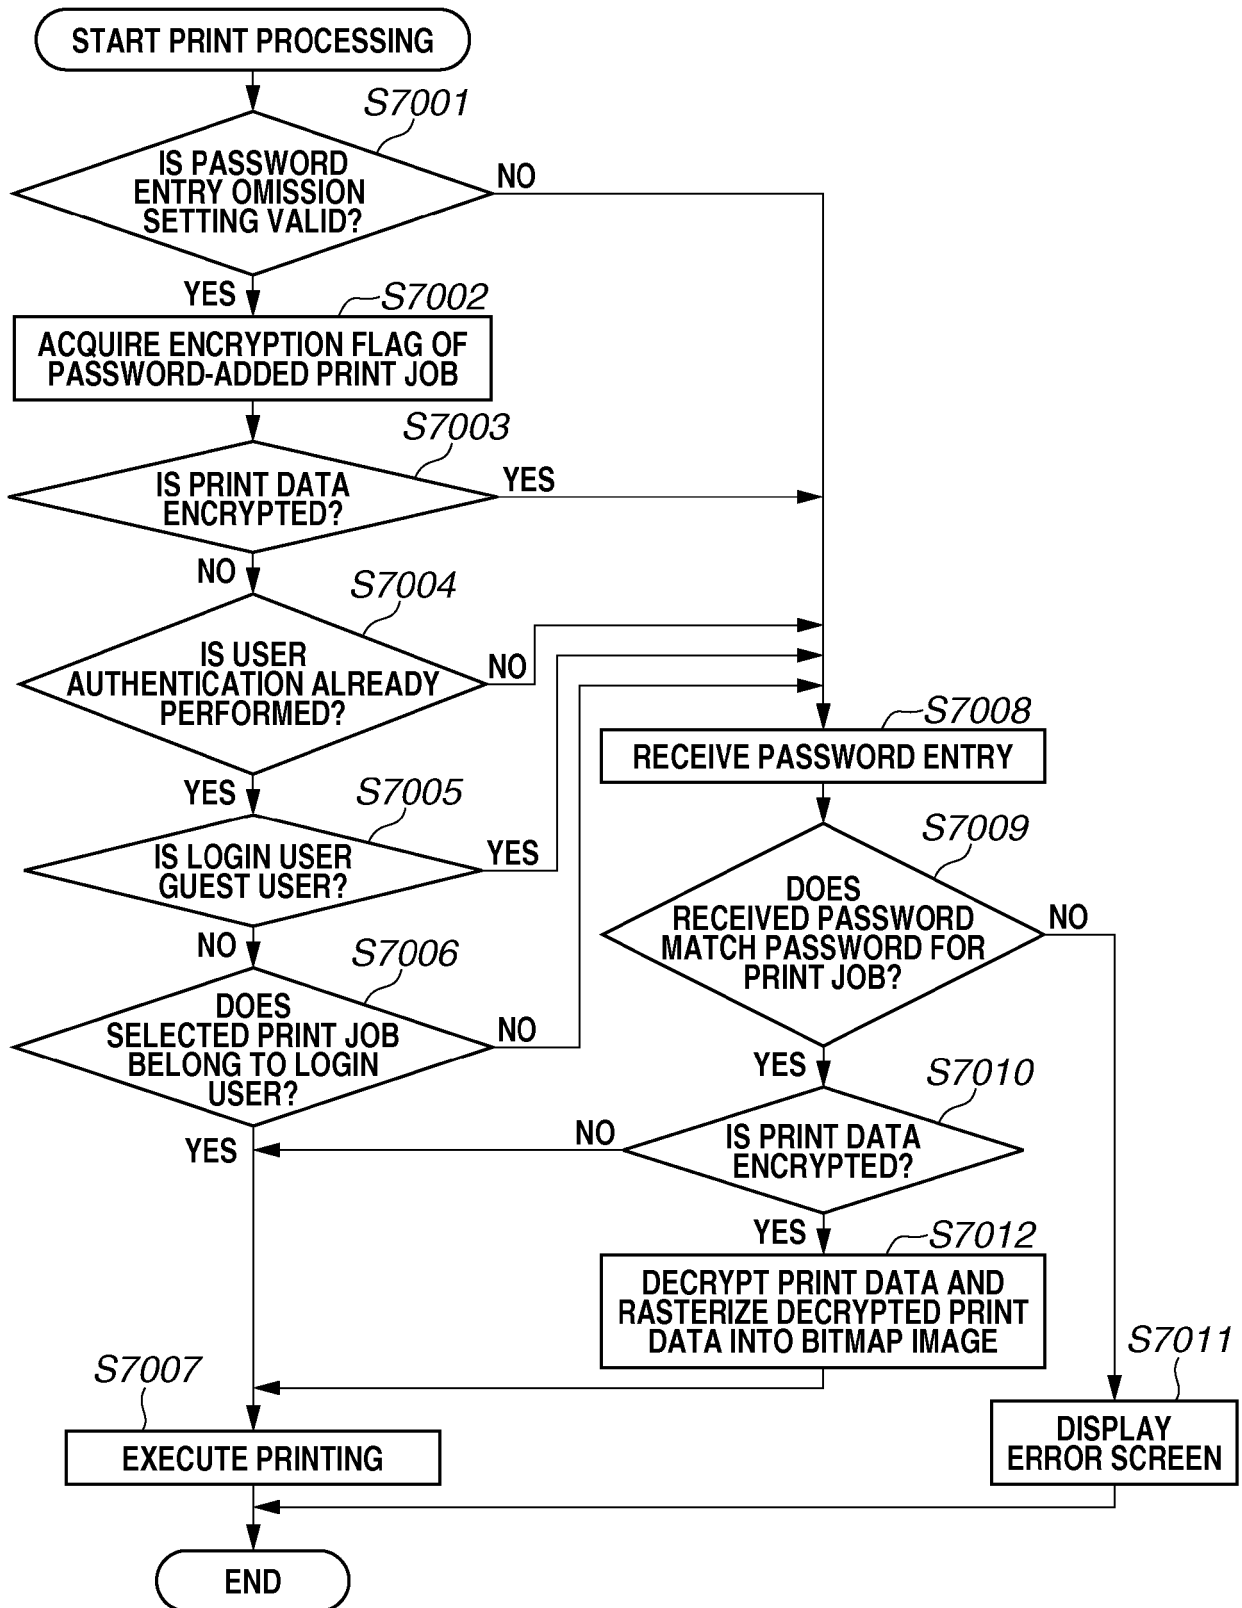 START PRINT PROCESSING
S7001
IS PASSWORD
ENTRY OMISSION
SETTING VALID?
NO
YES
S7002
ACQUIRE ENCRYPTION FLAG OF
PASSWORD-ADDED PRINT JOB
S7003
IS PRINT DATA
ENCRYPTED?
YES
NO
S7004
IS USER
AUTHENTICATION ALREADY
PERFORMED?
NO
YES
S7005
IS LOGIN USER
GUEST USER?
YES
NO
S7006
DOES
SELECTED PRINT JOB
BELONG TO LOGIN
USER?
NO
YES
S7008
RECEIVE PASSWORD ENTRY
S7009
DOES
RECEIVED PASSWORD
MATCH PASSWORD FOR
PRINT JOB?
NO
YES
S7010
IS PRINT DATA
ENCRYPTED?
NO
YES
S7012
DECRYPT PRINT DATA AND
RASTERIZE DECRYPTED PRINT
DATA INTO BITMAP IMAGE
S7011
DISPLAY
ERROR SCREEN
S7007
EXECUTE PRINTING
END